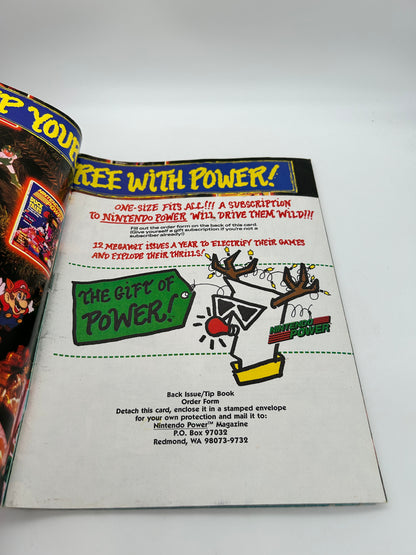 P YOUR
TREE WITH POWER!
ONE-SIZE FITS ALL!!! A SUBSCRIPTION
TO NINTENDO POWER WILL DRIVE THEM WILD!!!
Fill out the order form on the back of this card
(Give yourself a gift subscription if you're not a
subscriber already!)
12 MEGAHOT ISSUES A YEAR TO ELECTRIFY THEIR GAMES
AND EXPLODE THEIR THRILLS!
THE GIFT OF
POWER!
NINTENDO
POWER
Back Issue/Tip Book
Order Form
Detach this card, enclose it in a stamped envelope
for your own protection and mail it to:
Nintendo Power™ Magazine
P.O. Box 97032
Redmond, WA 98073-9732